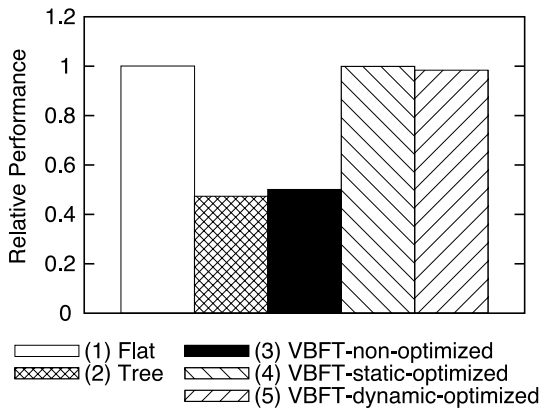 1.2
1
0.8
0.6
0.4
0.2
0
Relative Performance
(1) Flat
(2) Tree
(3) VBFT-non-optimized
(4) VBFT-static-optimized
(5) VBFT-dynamic-optimized